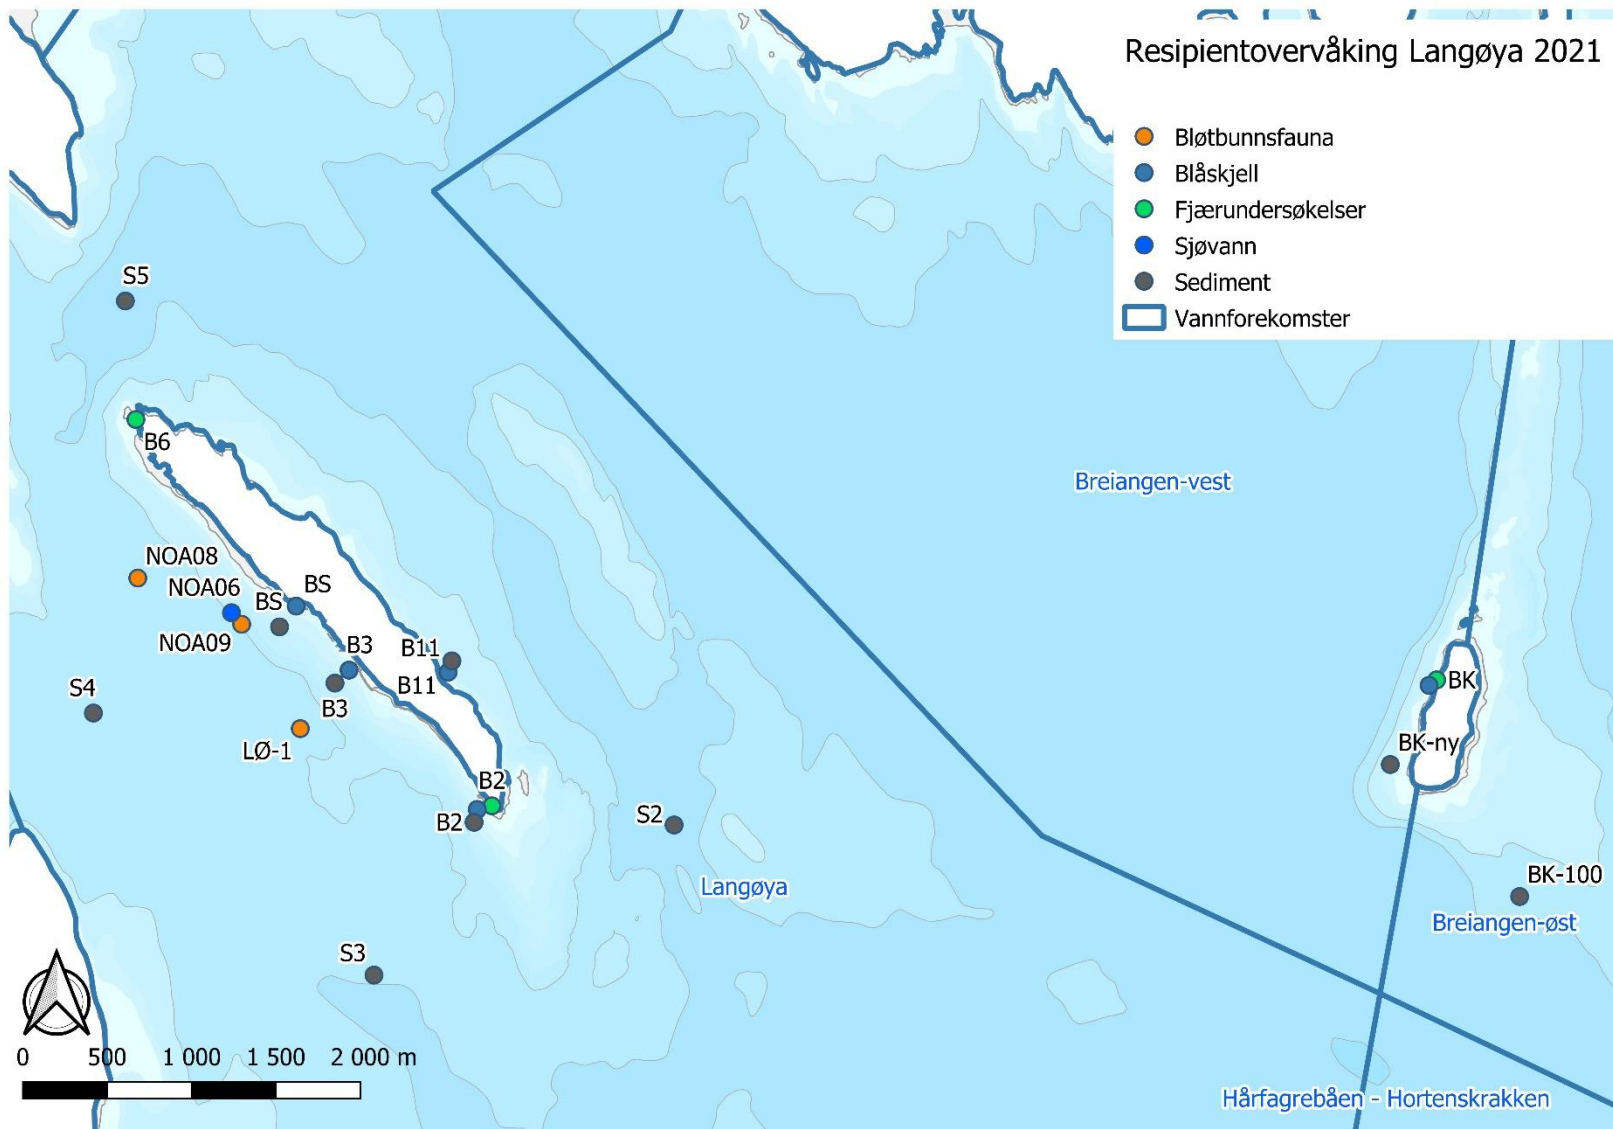 Resipientovervåking Langøya 2021
Bløtbunnsfauna
Blåskjell
Fjærundersøkelser
Sjøvann
Sediment
Vannforekomster
S5
B6
Breiangen-vest
NOA08
NOA06
BS
BS
NOA09
B3
B11
B11
S4
B3
BK
LØ-1
BK-ny
B2
B2
S2
Langøya
BK-100
Breiangen-øst
S3
0 500 1 000 1 500 2 000 m
Hårfagrebåen - Hortenskrakken